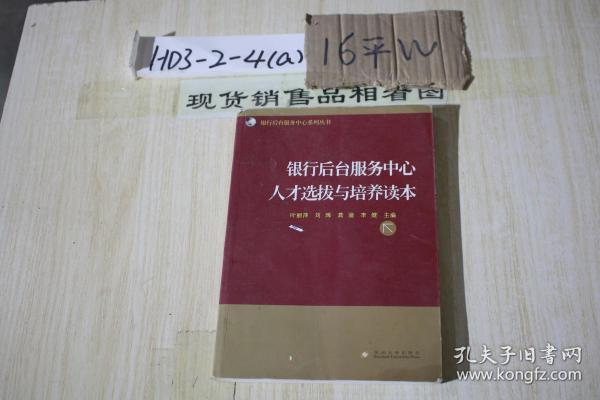 HD3-2-4(a)
16平W
现货销售品相看图
银行后台服务中心系列丛书
银行后台服务中心
人才选拔与培养读本
主编
孔夫子旧书网
www.kongfz.com